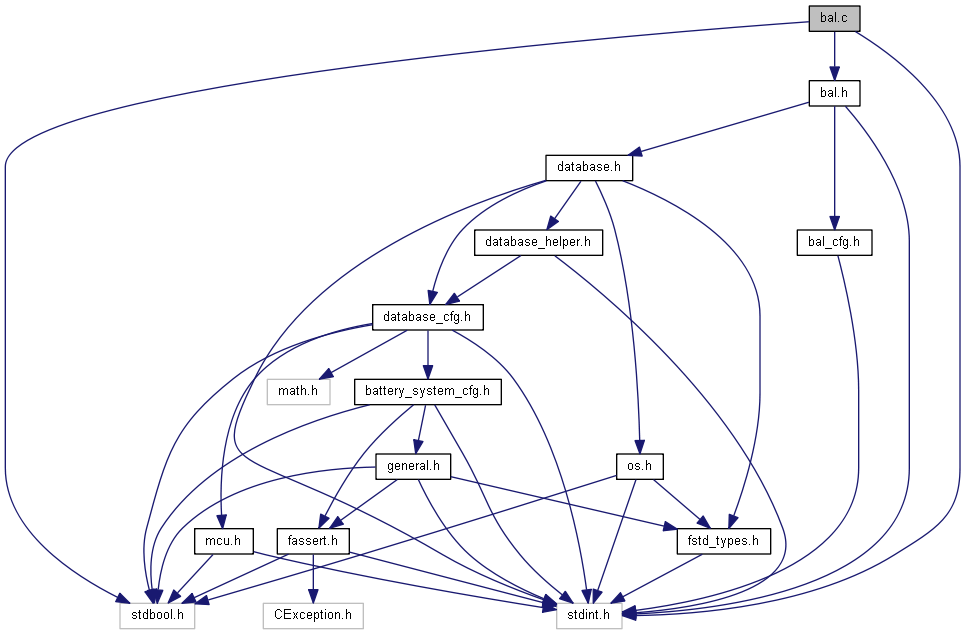 bal.c
bal.h
database.h
database_helper.h
bal_cfg.h
database_cfg.h
math.h
battery_system_cfg.h
general.h
os.h
mcu.h
fassert.h
fstd_types.h
stdbool.h
CException.h
stdint.h